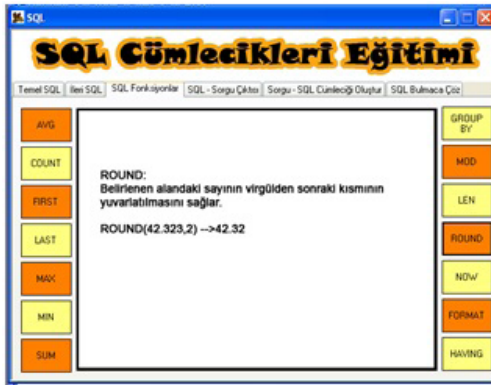 SQL
SQL Cümlecikleri Eğitimi
Temel SQL İleri SQL SQL Fonksiyonlar SQL - Sorgu Çıktısı Sorgu - SQL Cümleciği Oluştur SQL Bulmaca Çöz
AVG
COUNT
FIRST
LAST
MAX
MIN
SUM
ROUND:
Belirlenen alandaki sayının virgülden sonraki kısmının
yuvarlatılmasını sağlar.
ROUND(42.323,2) -->42.32
GROUP
BY
MOD
LEN
ROUND
NOW
FORMAT
HAVING